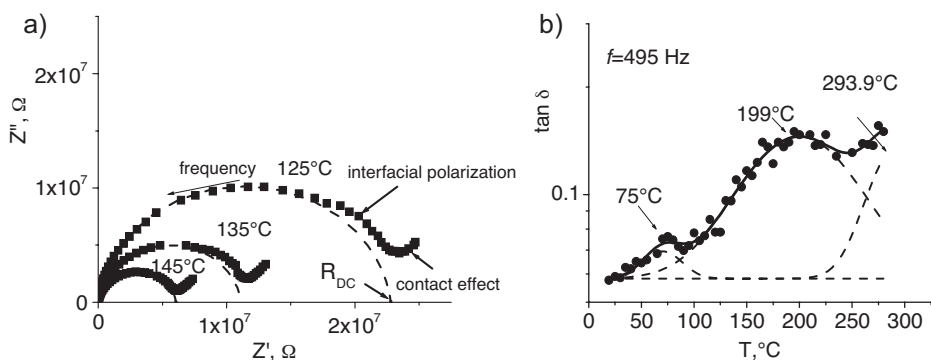 a)
Z'', Ω
2x10⁷
1x10⁷
0
frequency
125°C
interfacial polarization
135°C
145°C
R_DC
contact effect
0
1x10⁷
2x10⁷
Z', Ω
b)
f=495 Hz
tan δ
0.1
75°C
199°C
293.9°C
0 50 100 150 200 250 300
T,°C